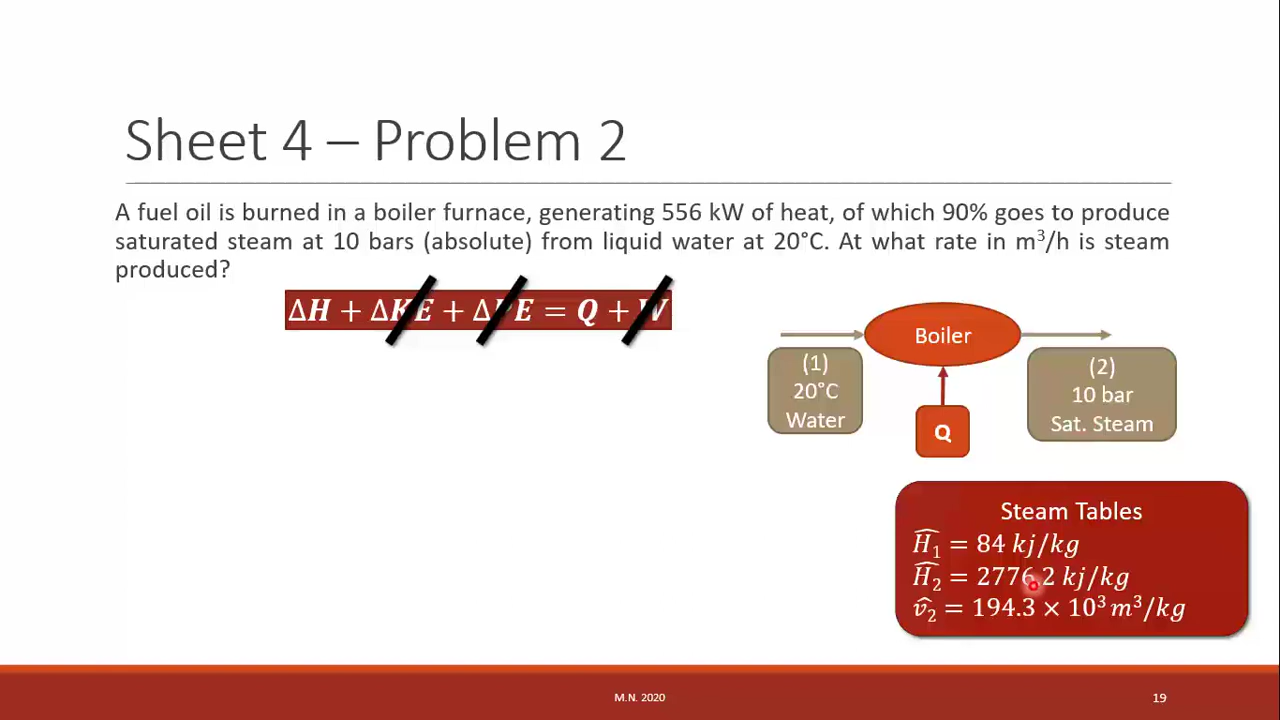 Sheet 4 – Problem 2
A fuel oil is burned in a boiler furnace, generating 556 kW of heat, of which 90% goes to produce
saturated steam at 10 bars (absolute) from liquid water at 20°C. At what rate in m³/h is steam
produced?
ΔH + ΔKE + ΔPE = Q + W
Boiler
(1)
20°C
Water
(2)
10 bar
Sat. Steam
Q
Steam Tables
Ĥ₁ = 84 kj/kg
Ĥ₂ = 2776.2 kj/kg
v̂₂ = 194.3 × 10³ m³/kg
M.N. 2020
19